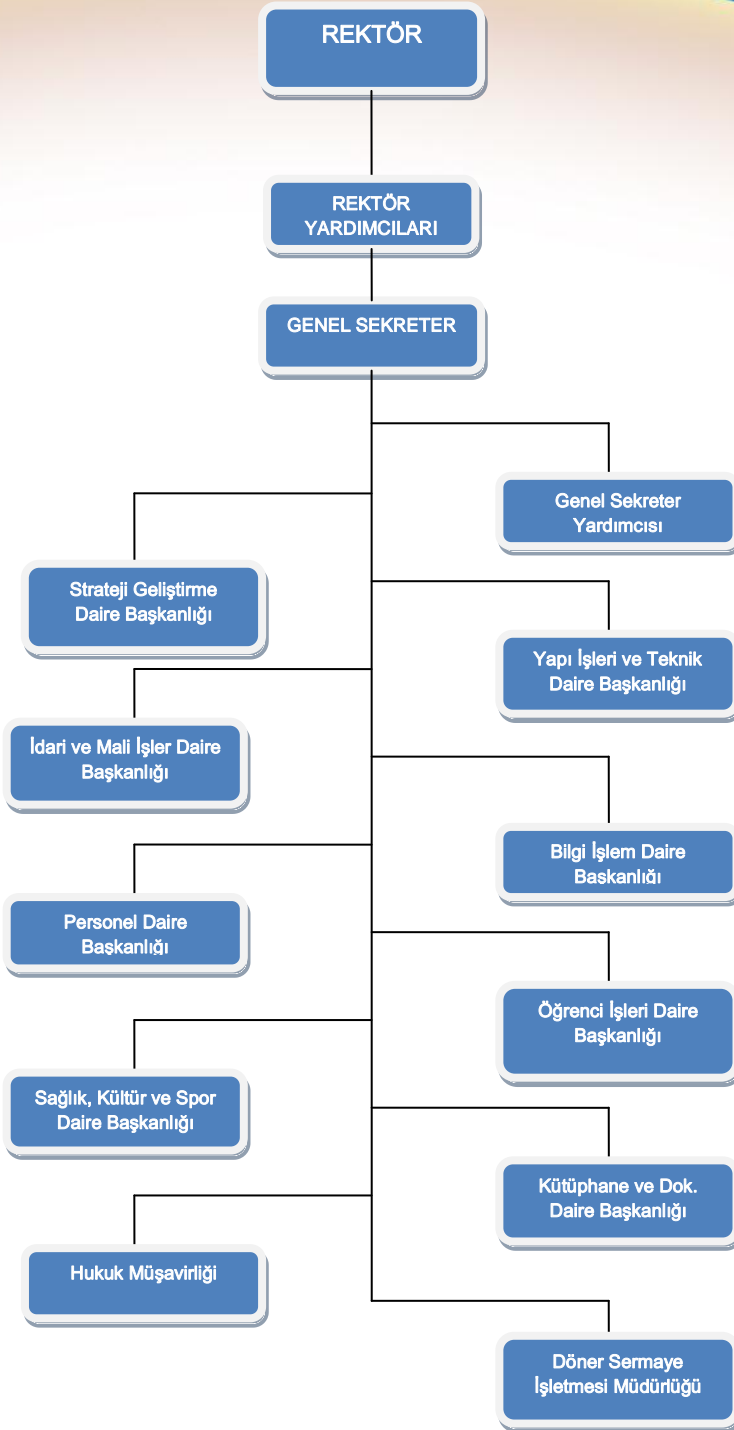 REKTÖR
REKTÖR
YARDIMCILARI
GENEL SEKRETER
Genel Sekreter
Yardımcısı
Strateji Geliştirme
Daire Başkanlığı
Yapı İşleri ve Teknik
Daire Başkanlığı
İdari ve Mali İşler Daire
Başkanlığı
Bilgi İşlem Daire
Başkanlığı
Personel Daire
Başkanlığı
Öğrenci İşleri Daire
Başkanlığı
Sağlık, Kültür ve Spor
Daire Başkanlığı
Kütüphane ve Dok.
Daire Başkanlığı
Hukuk Müşavirliği
Döner Sermaye
İşletmesi Müdürlüğü